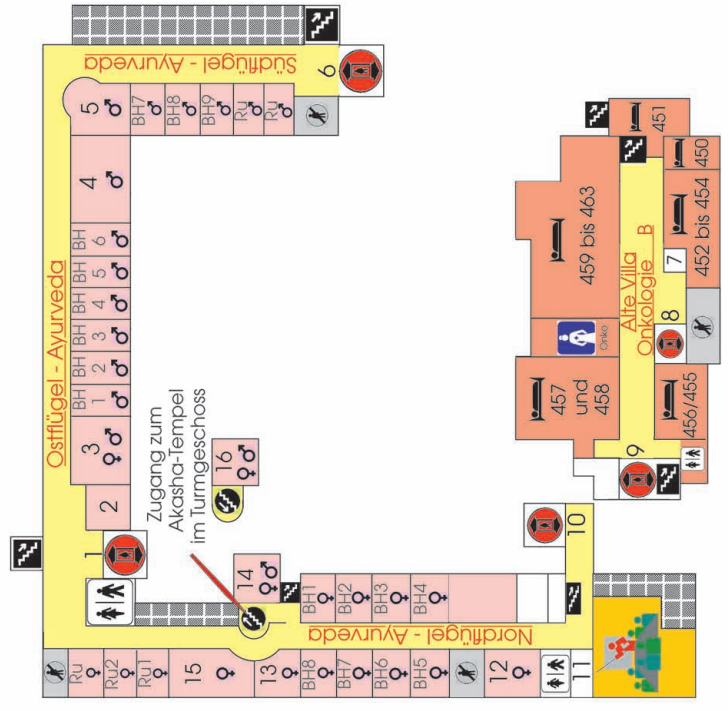 Südflügel - Ayurveda
6
5
BH7
BH8
BH9
Ru
Ru
4
BH 6
BH 5
BH 4
BH 3
BH 2
BH 1
3
2
1
Ostflügel - Ayurveda
Zugang zum
Akasha-Tempel
im Turmgeschoss
16
14
BH1
BH2
BH3
BH4
Nordflügel - Ayurveda
Ru
Ru2
Ru1
15
13
BH8
BH7
BH6
BH5
12
11
10
451
450
452 bis 454
459 bis 463
Alte Villa
Onkologie B
7
8
Onko
457
und
458
456/455
9